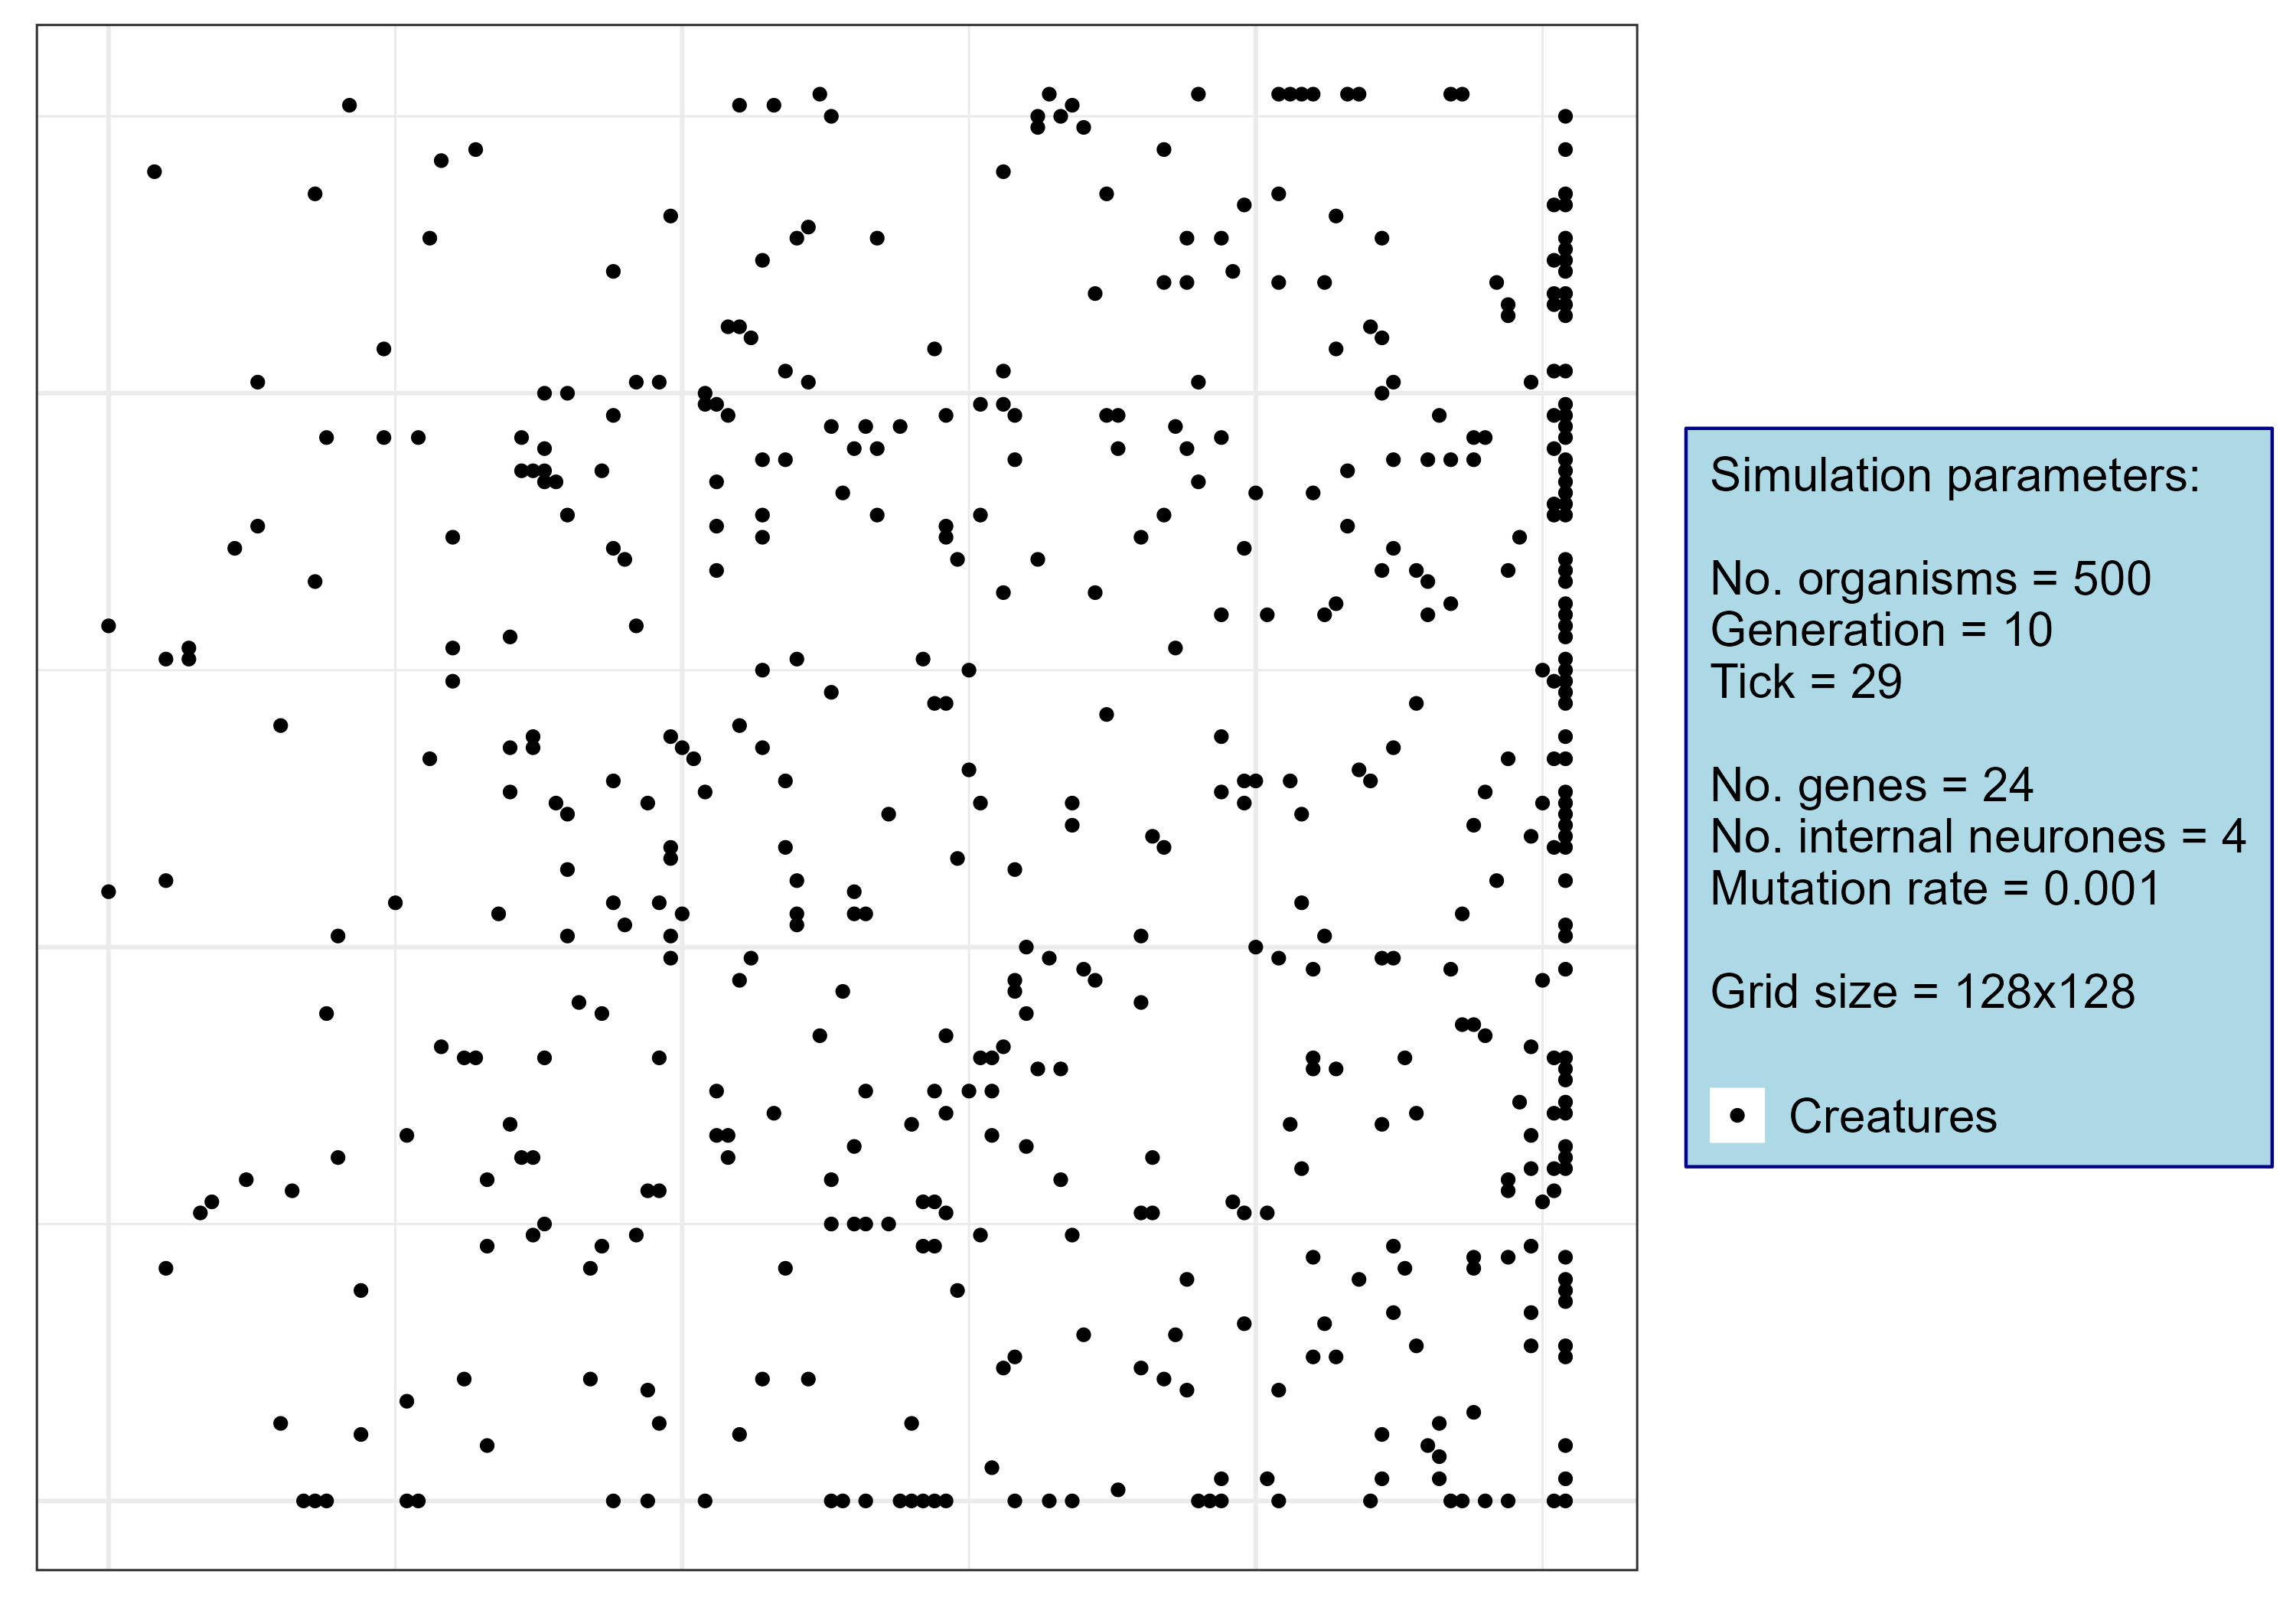 Simulation parameters:
No. organisms = 500
Generation = 10
Tick = 29
No. genes = 24
No. internal neurones = 4
Mutation rate = 0.001
Grid size = 128x128
Creatures